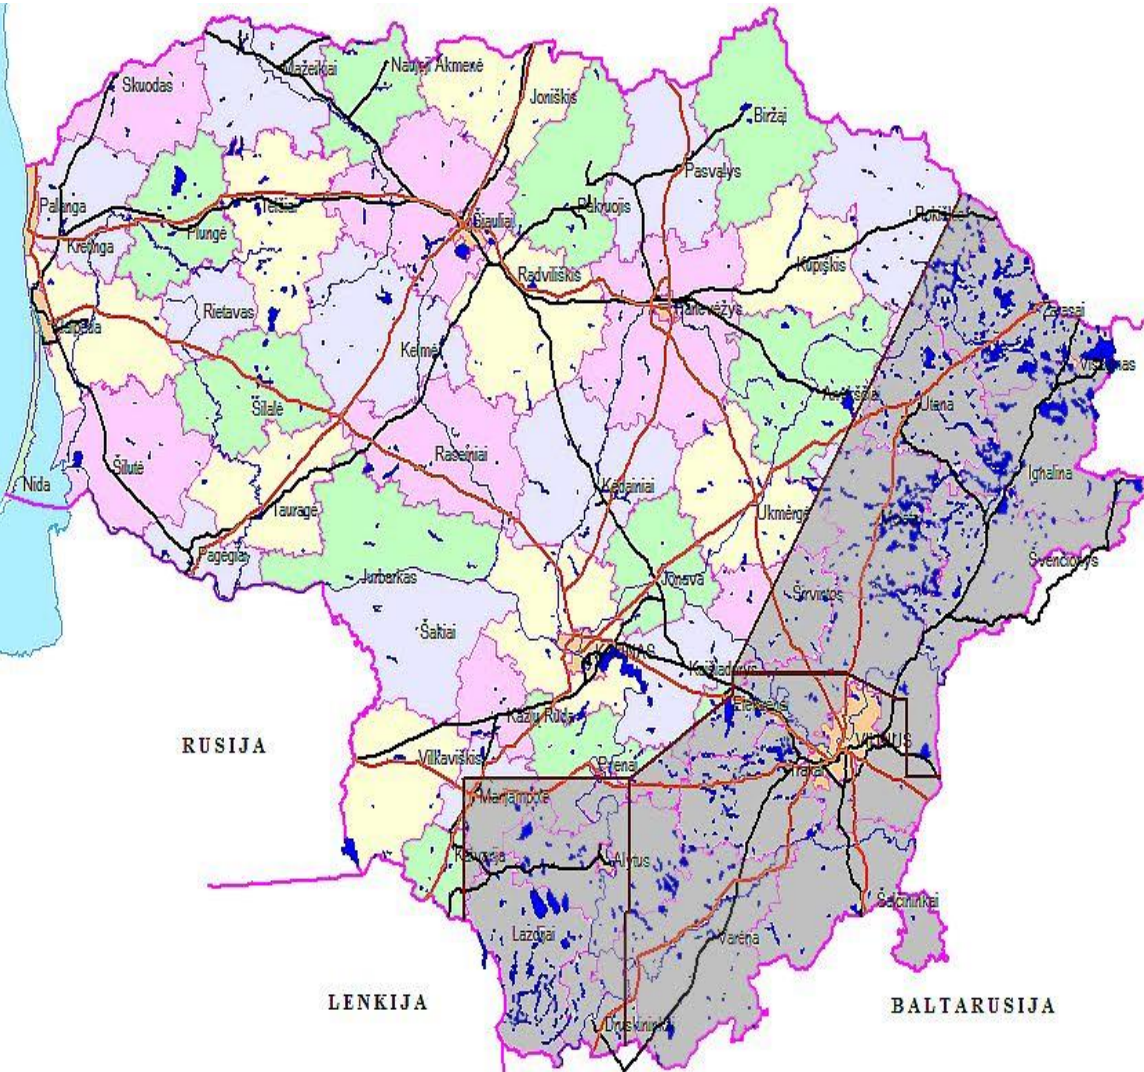 Skuodas
Mažeikiai
Naujoji Akmenė
Joniškis
Biržai
Pasvalys
Palanga
Kretinga
Plungė
Telšiai
Šiauliai
Pakruojis
Rokiškis
Radviliškis
Kupiškis
Rietavas
Klaipėda
Panevėžys
Zarasai
Kelmė
Visaginas
Anykščiai
Utena
Šilalė
Šilutė
Raseiniai
Ignalina
Nida
Kėdainiai
Tauragė
Ukmergė
Molėtai
Pagėgiai
Jurbarkas
Jonava
Švenčionys
Širvintos
Šakiai
KAUNAS
Kaišiadorys
Elektrėnai
Kazlų Rūda
RUSIJA
VILNIUS
Vilkaviškis
Prienai
Trakai
Marijampolė
Kalvarija
Alytus
Šalčininkai
Lazdijai
Varėna
LENKIJA
BALTARUSIJA
Druskininkai